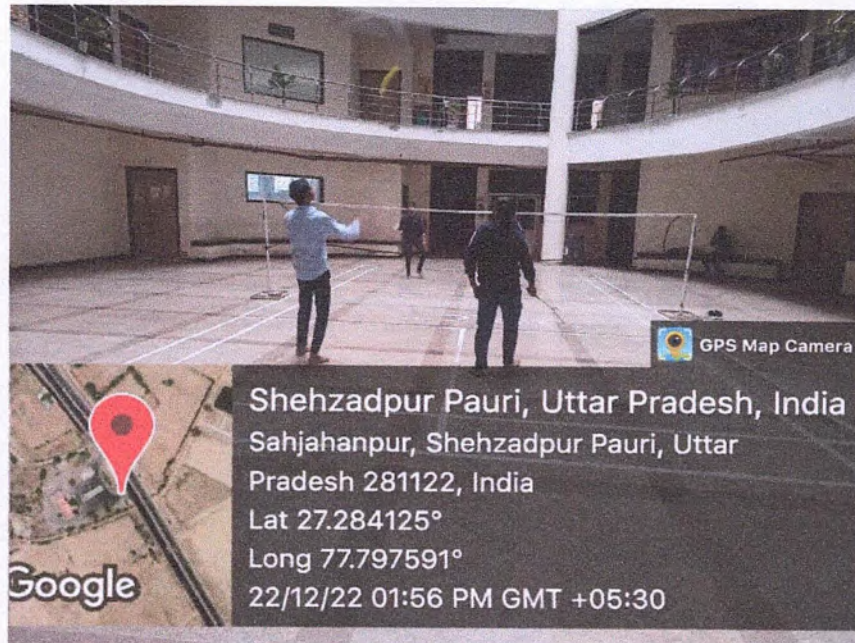 GPS Map Camera
Shehzadpur Pauri, Uttar Pradesh, India
Sahjahanpur, Shehzadpur Pauri, Uttar
Pradesh 281122, India
Lat 27.284125°
Long 77.797591°
22/12/22 01:56 PM GMT +05:30
Google